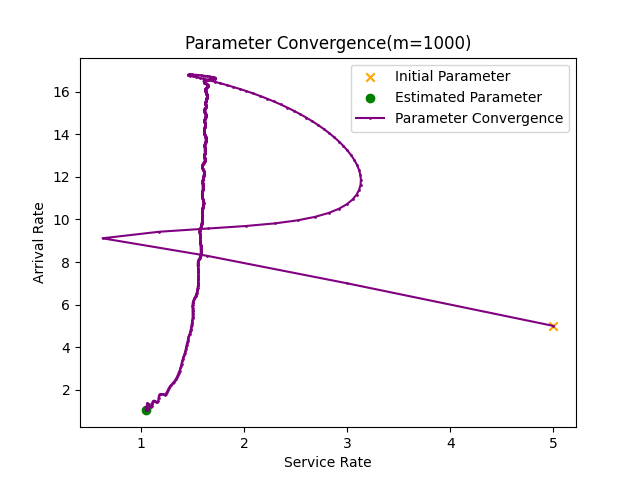 Parameter Convergence(m=1000)
Initial Parameter
Estimated Parameter
Parameter Convergence
16
14
12
10
8
6
4
2
Arrival Rate
1 2 3 4 5
Service Rate